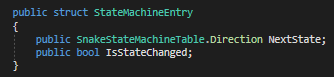 public struct StateMachineEntry
{
public SnakeStateMachineTable.Direction NextState;
public bool IsStateChanged;
}